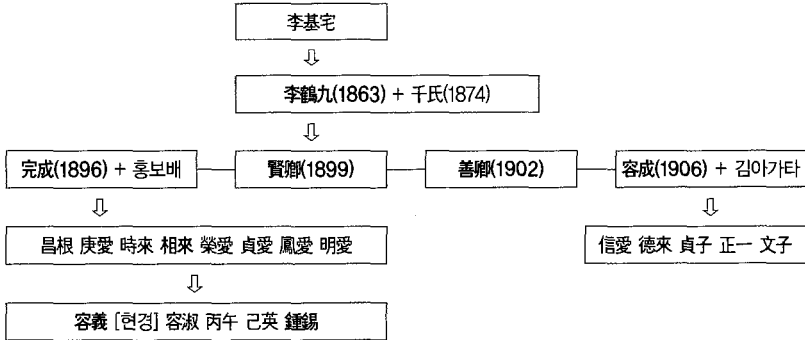 李基宅
李鶴九(1863) + 千氏(1874)
完成(1896) + 홍보배
賢卿(1899)
善卿(1902)
容成(1906) + 김아가타
昌根 庚愛 時來 相來 榮愛 貞愛 鳳愛 明愛
信愛 德來 貞子 正一 文子
容義 [현경] 容淑 丙午 己英 鍾錫